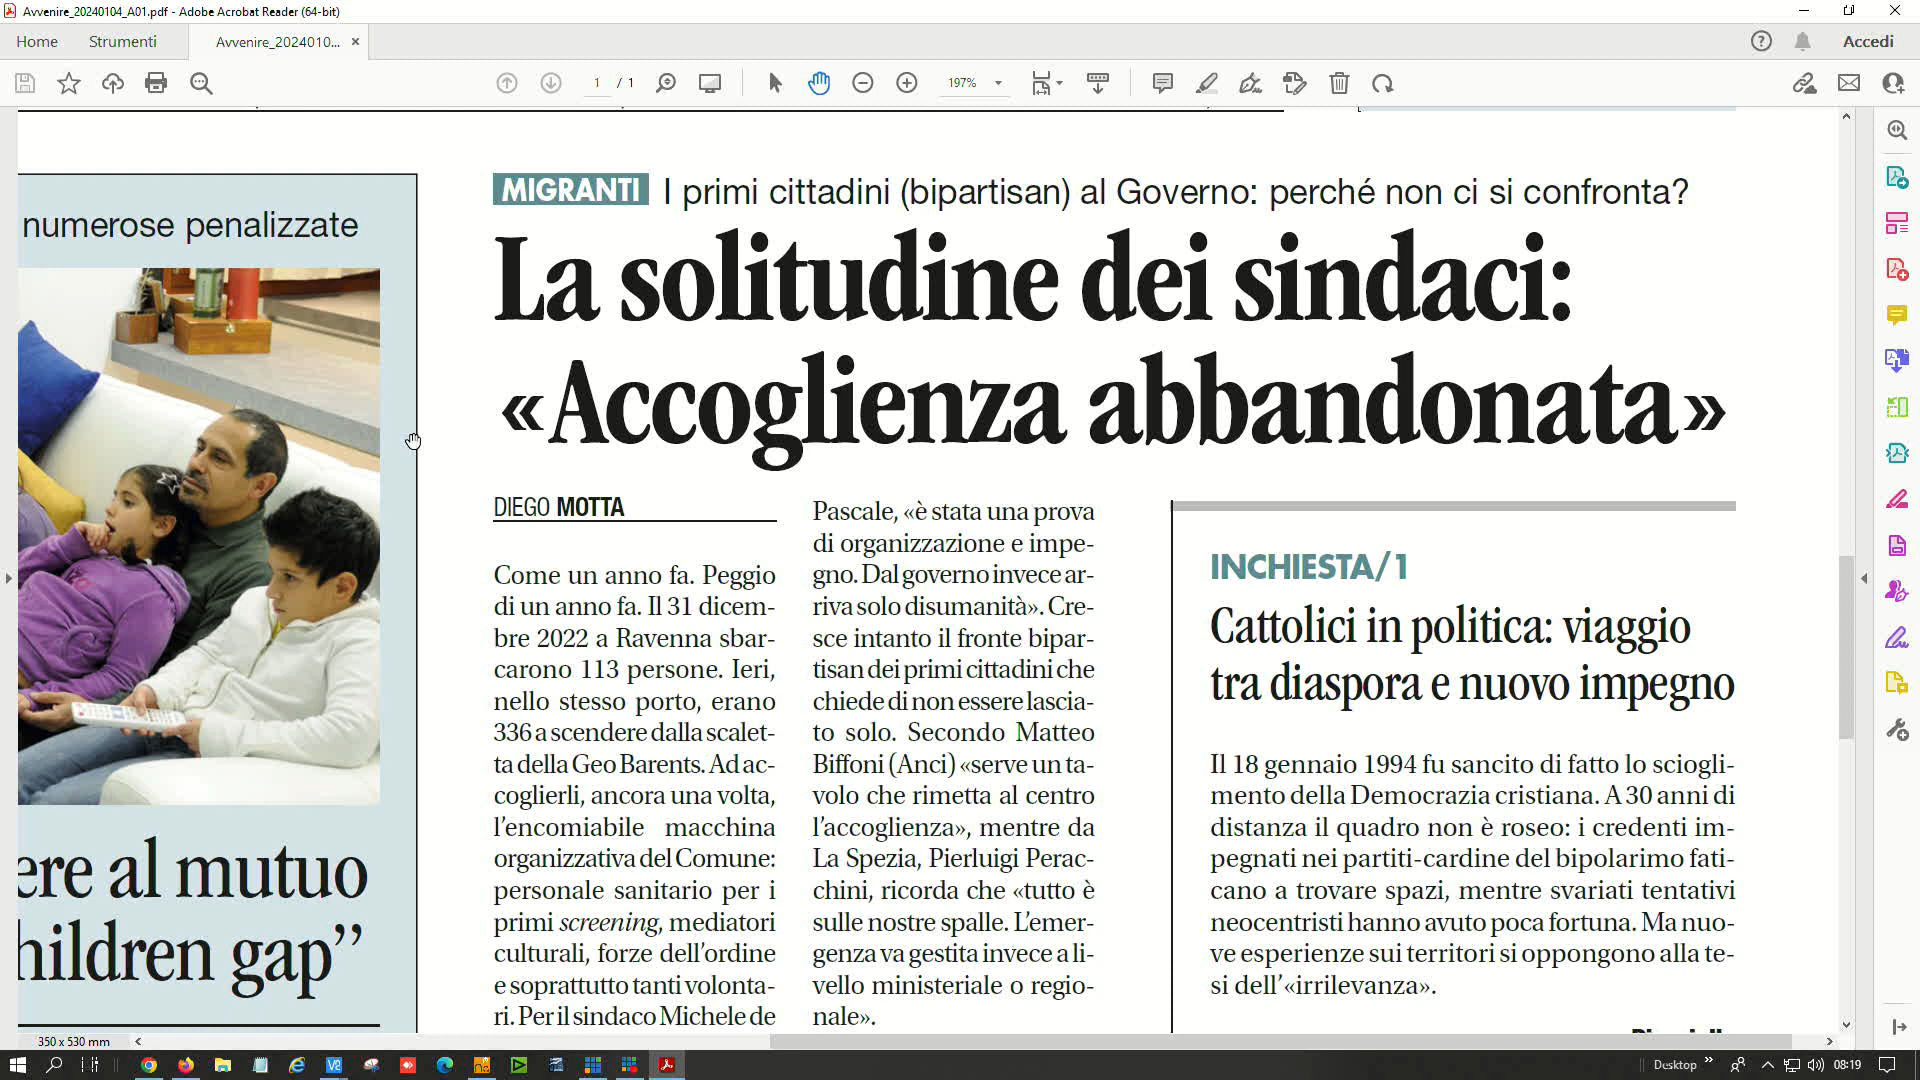 Avvenire_20240104_A01.pdf - Adobe Acrobat Reader (64-bit)
Home
Strumenti
Avvenire_2024010...
Accedi
1 / 1
197%
numerose penalizzate
ere al mutuo
hildren gap”
MIGRANTI I primi cittadini (bipartisan) al Governo: perché non ci si confronta?
La solitudine dei sindaci:
«Accoglienza abbandonata»
DIEGO MOTTA
Come un anno fa. Peggio
di un anno fa. Il 31 dicem-
bre 2022 a Ravenna sbar-
carono 113 persone. Ieri,
nello stesso porto, erano
336 a scendere dalla scalet-
ta della Geo Barents. Ad ac-
coglierli, ancora una volta,
l’encomiabile macchina
organizzativa del Comune:
personale sanitario per i
primi screening, mediatori
culturali, forze dell’ordine
e soprattutto tanti volonta-
ri. Per il sindaco Michele de
Pascale, «è stata una prova
di organizzazione e impe-
gno. Dal governo invece ar-
riva solo disumanità». Cre-
sce intanto il fronte bipar-
tisan dei primi cittadini che
chiede di non essere lascia-
to solo. Secondo Matteo
Biffoni (Anci) «serve un ta-
volo che rimetta al centro
l’accoglienza», mentre da
La Spezia, Pierluigi Perac-
chini, ricorda che «tutto è
sulle nostre spalle. L’emer-
genza va gestita invece a li-
vello ministeriale o regio-
nale».
INCHIESTA/1
Cattolici in politica: viaggio
tra diaspora e nuovo impegno
Il 18 gennaio 1994 fu sancito di fatto lo sciogli-
mento della Democrazia cristiana. A 30 anni di
distanza il quadro non è roseo: i credenti im-
pegnati nei partiti-cardine del bipolarimo fati-
cano a trovare spazi, mentre svariati tentativi
neocentristi hanno avuto poca fortuna. Ma nuo-
ve esperienze sui territori si oppongono alla te-
si dell’«irrilevanza».
350 x 530 mm
Desktop
08:19